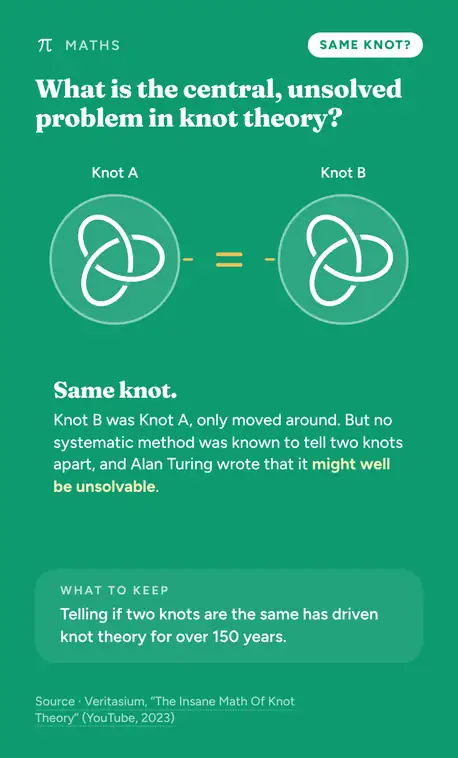 π MATHS
SAME KNOT?
What is the central, unsolved
problem in knot theory?
Knot A
Knot B
=
Same knot.
Knot B was Knot A, only moved around. But no
systematic method was known to tell two knots
apart, and Alan Turing wrote that it might well
be unsolvable.
WHAT TO KEEP
Telling if two knots are the same has driven
knot theory for over 150 years.
Source · Veritasium, “The Insane Math Of Knot
Theory” (YouTube, 2023)